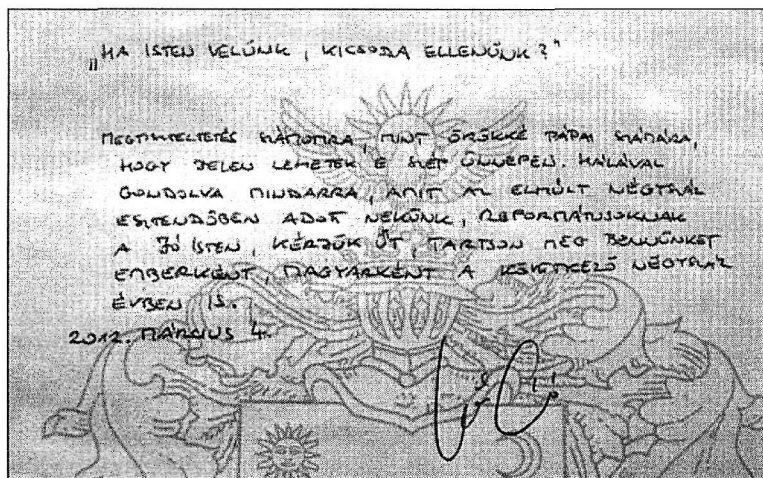 „HA ISTEN VELÜNK, KICSODA ELLENÜNK?"
MEGTISZTELTETÉS SZÁMOMRA, MINT ÖRÖKKÉ PÁPAI SZÁMÁRA,
HOGY JELEN LEHETEK E SZÉP ÜNNEPEN. HÁLÁVAL
GONDOLVA MINDARRA, AMIT AZ ELMÚLT NÉGYSZÁZ
ESZTENDŐBEN ADOTT NEKÜNK, REFORMÁTUSOKNAK
A JÓ ISTEN, KÉRJÜK ŐT, TARTSON MEG BENNÜNKET
EMBERKÉNT, MAGYARKÉNT A KÖVETKEZŐ NÉGYSZÁZ
ÉVBEN IS.
2012. MÁRCIUS 4.